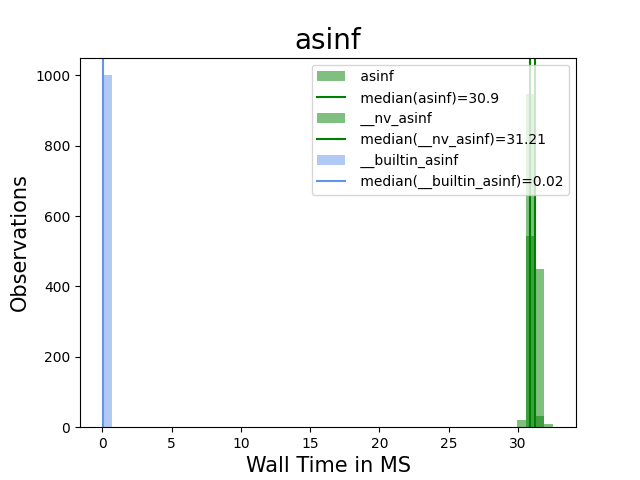 asinf
1000
800
600
400
200
0
Observations
asinf
median(asinf)=30.9
__nv_asinf
median(__nv_asinf)=31.21
__builtin_asinf
median(__builtin_asinf)=0.02
0 5 10 15 20 25 30
Wall Time in MS